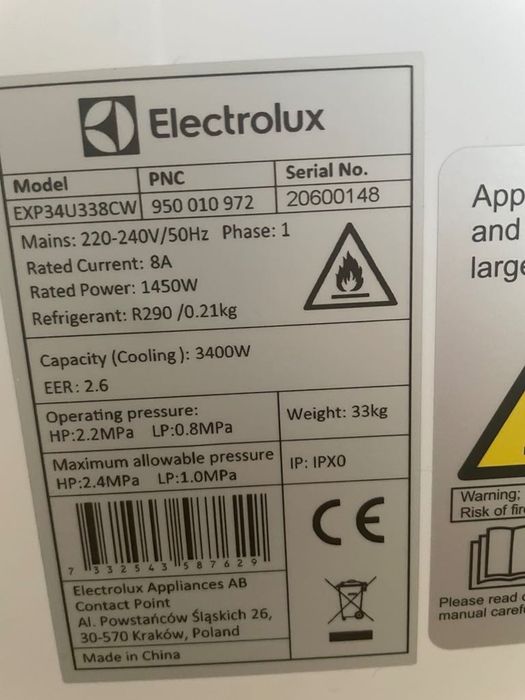 Electrolux
Model
PNC
Serial No.
EXP34U338CW
950 010 972
20600148
Mains: 220-240V/50Hz Phase: 1
Rated Current: 8A
Rated Power: 1450W
Refrigerant: R290 /0.21kg
Capacity (Cooling): 3400W
EER: 2.6
Operating pressure:
HP:2.2MPa LP:0.8MPa
Weight: 33kg
Maximum allowable pressure
HP:2.4MPa LP:1.0MPa
IP: IPX0
7 332543 587629
CE
Electrolux Appliances AB
Contact Point
Al. Powstańców Śląskich 26,
30-570 Kraków, Poland
Made in China
and
Warning;
Risk of
Please read
manual